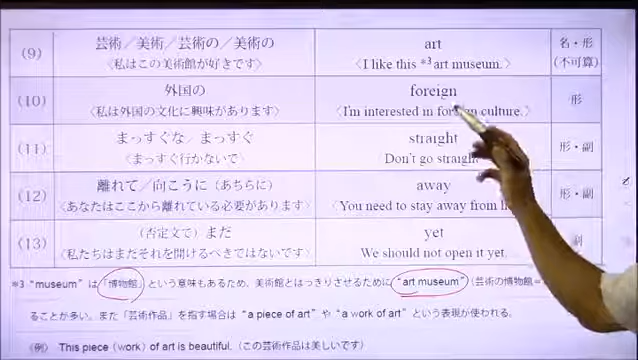 (9) 芸術／美術／芸術の／美術の art 名・形
〈私はこの美術館が好きです〉 〈I like this *3 art museum.〉 (不可算)
(10) 外国の foreign 形
〈私は外国の文化に興味があります〉 〈I'm interested in foreign culture.〉
(11) まっすぐな／まっすぐ straight 形・副
〈まっすぐ行かないで〉 〈Don't go straight
(12) 離れて／向こうに（あちらに） away 形・副
〈あなたはここから離れている必要があります〉 〈You need to stay away from
(13) （否定文で）まだ yet 副
〈私たちはまだそれを開けるべきではないです〉 We should not open it yet.
*3 “museum” は「博物館」という意味もあるため、美術館とはっきりさせるために “art museum”（芸術の博物館＝
ることが多い。また「芸術作品」を指す場合は “a piece of art” や “a work of art” という表現が使われる。
〈例〉 This piece (work) of art is beautiful.（この芸術作品は美しいです）